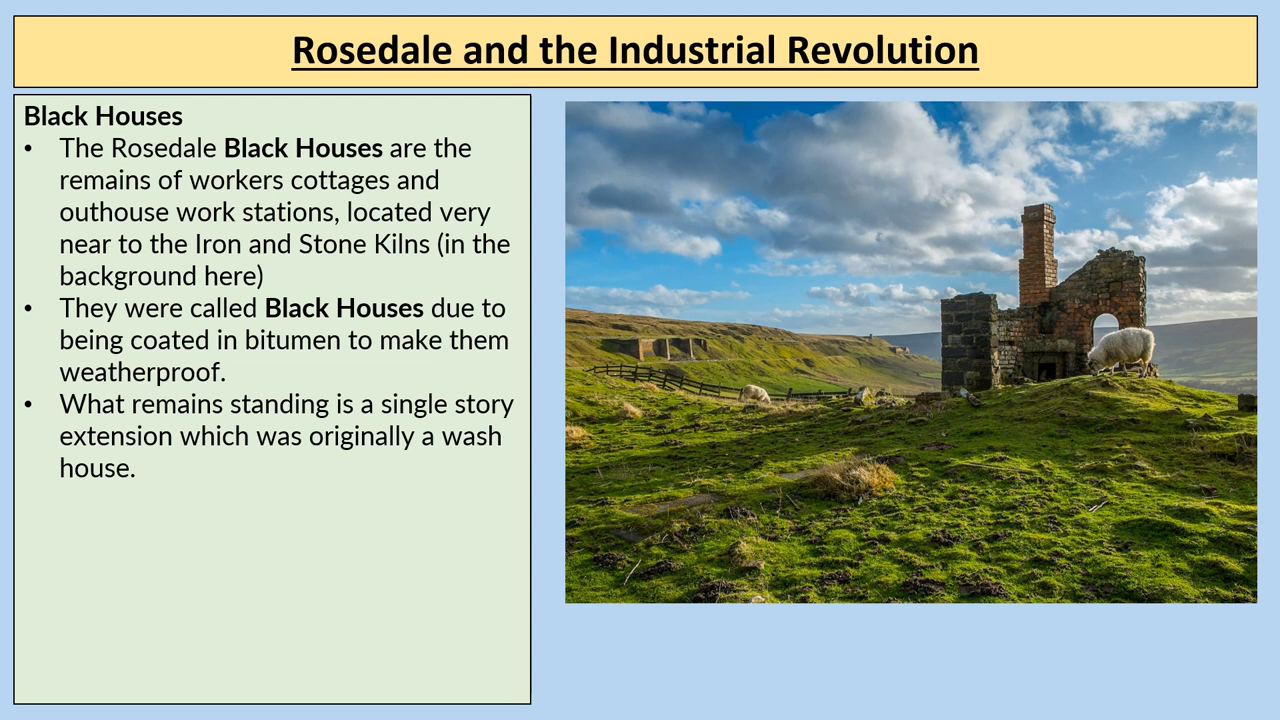 Rosedale and the Industrial Revolution
Black Houses
• The Rosedale Black Houses are the
remains of workers cottages and
outhouse work stations, located very
near to the Iron and Stone Kilns (in the
background here)
• They were called Black Houses due to
being coated in bitumen to make them
weatherproof.
• What remains standing is a single story
extension which was originally a wash
house.